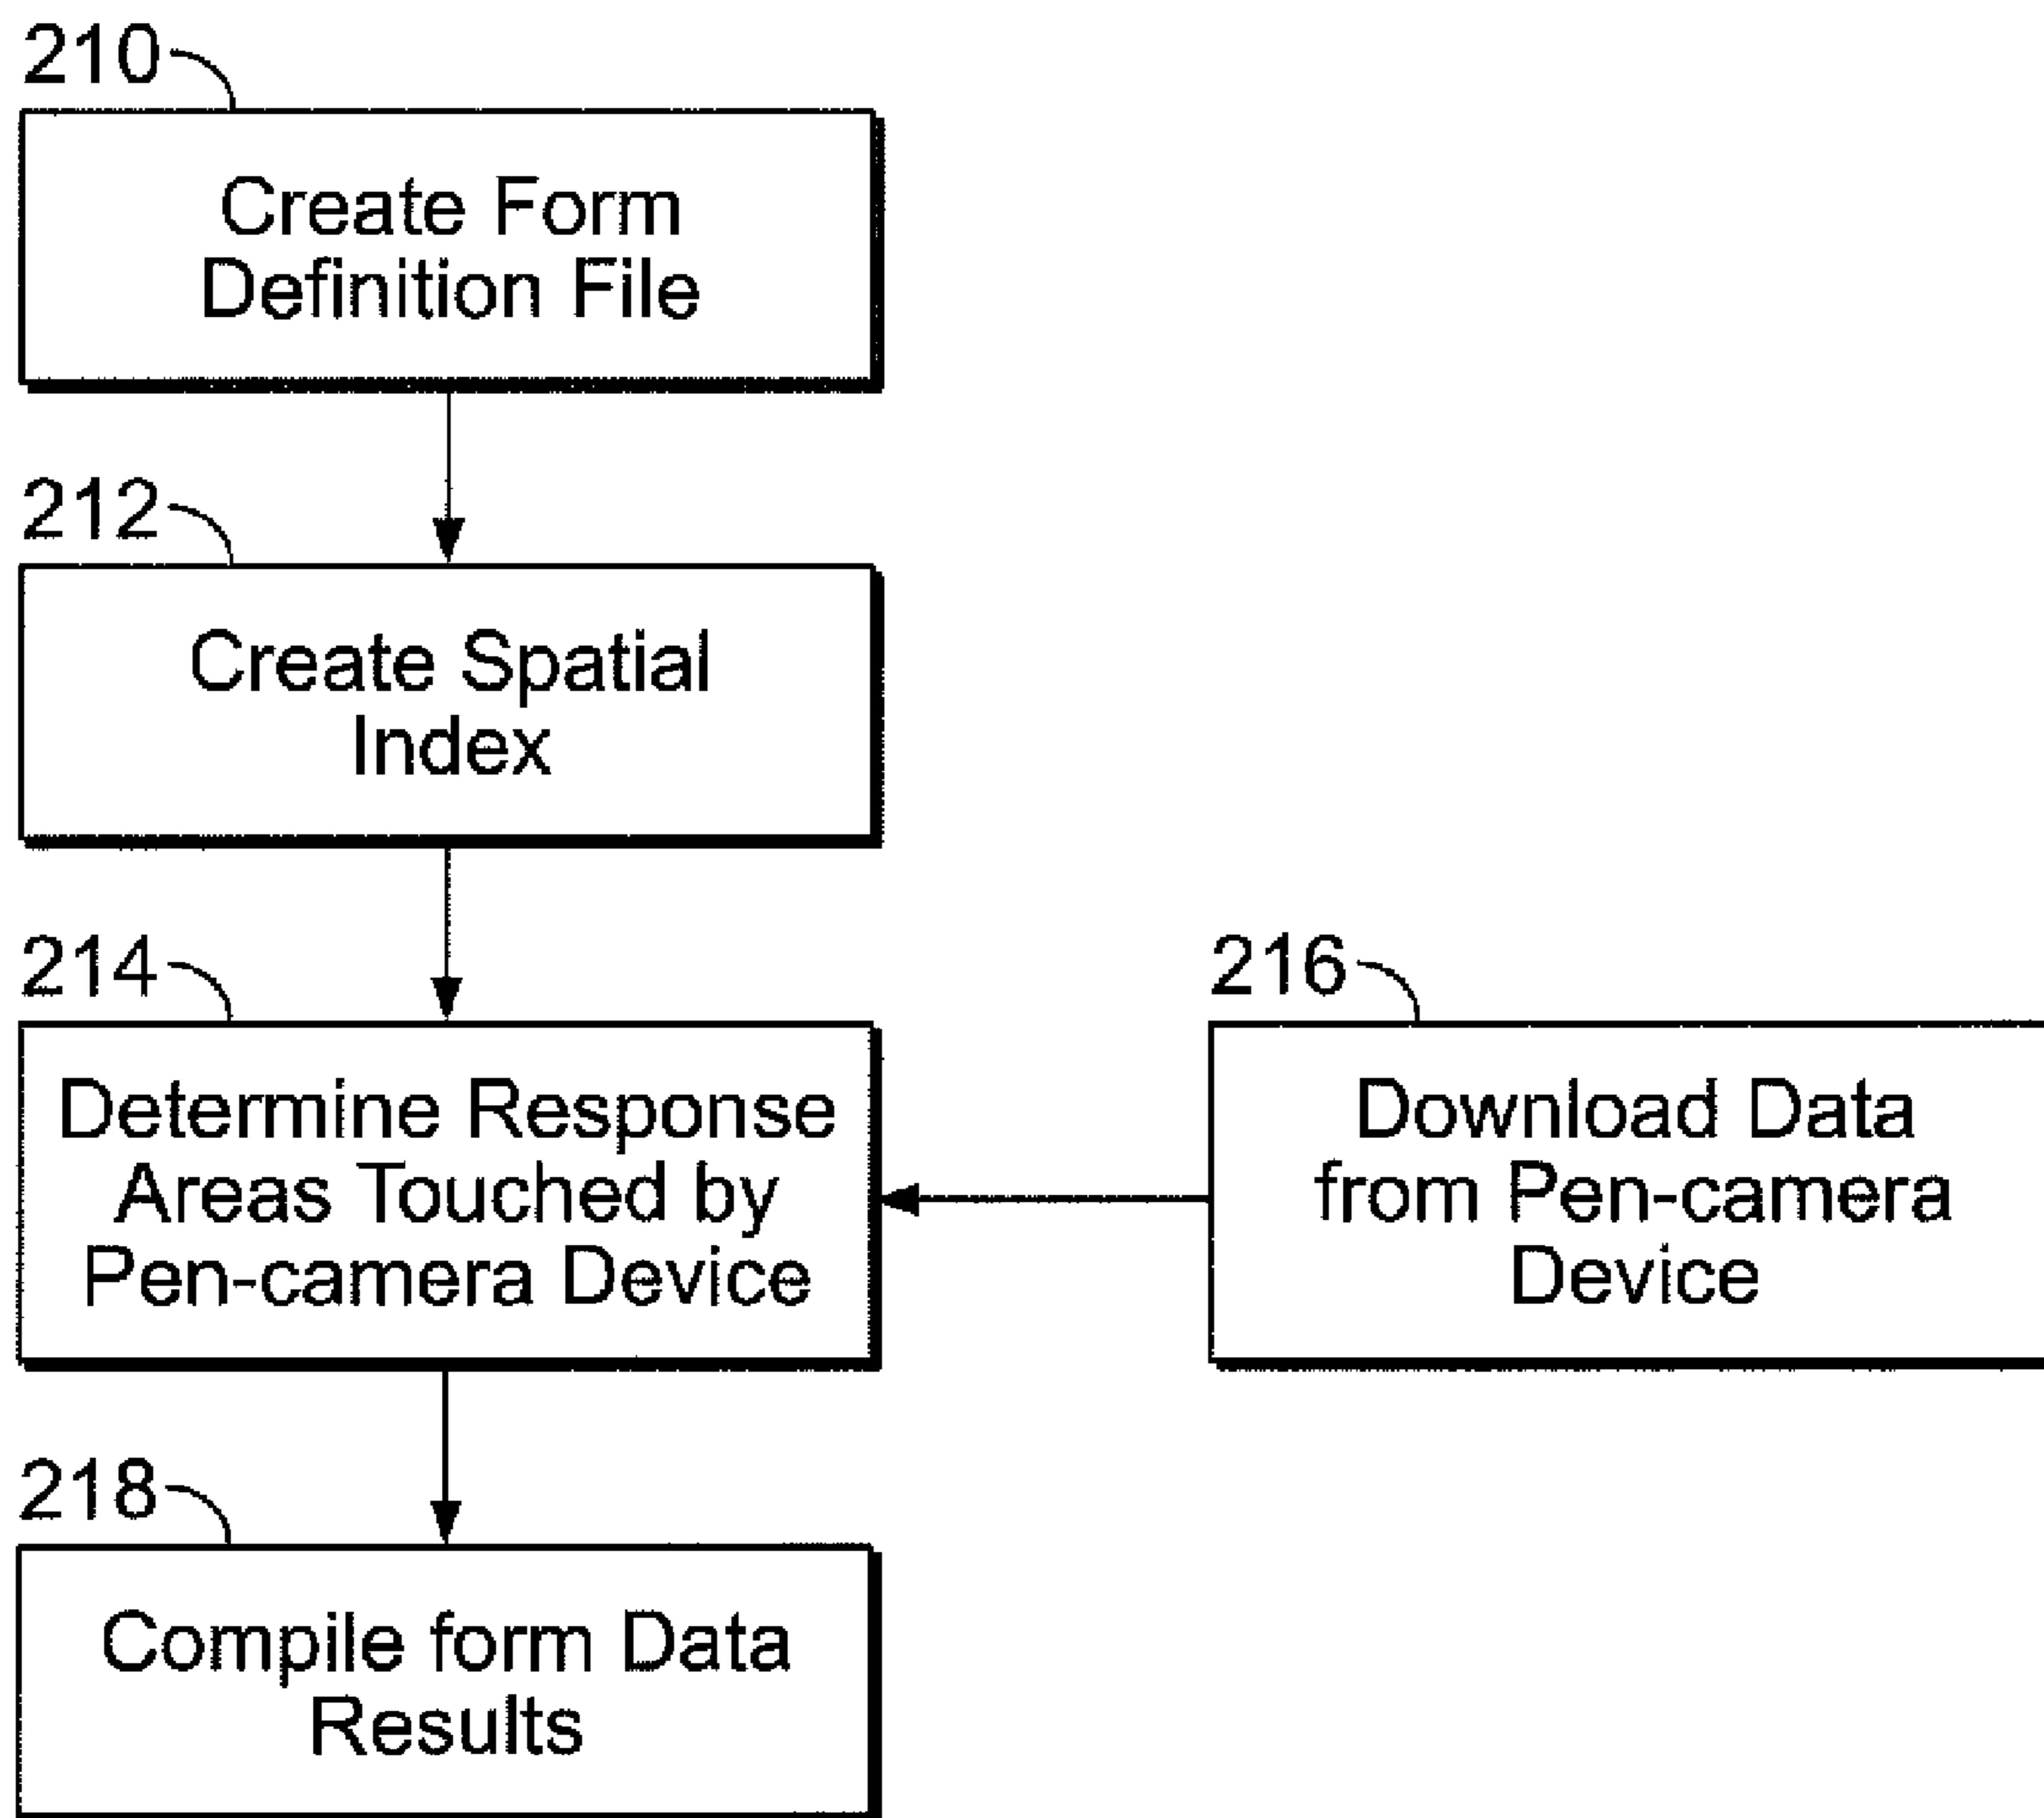 210
Create Form
Definition File
212
Create Spatial
Index
214
Determine Response
Areas Touched by
Pen-camera Device
216
Download Data
from Pen-camera
Device
218
Compile form Data
Results